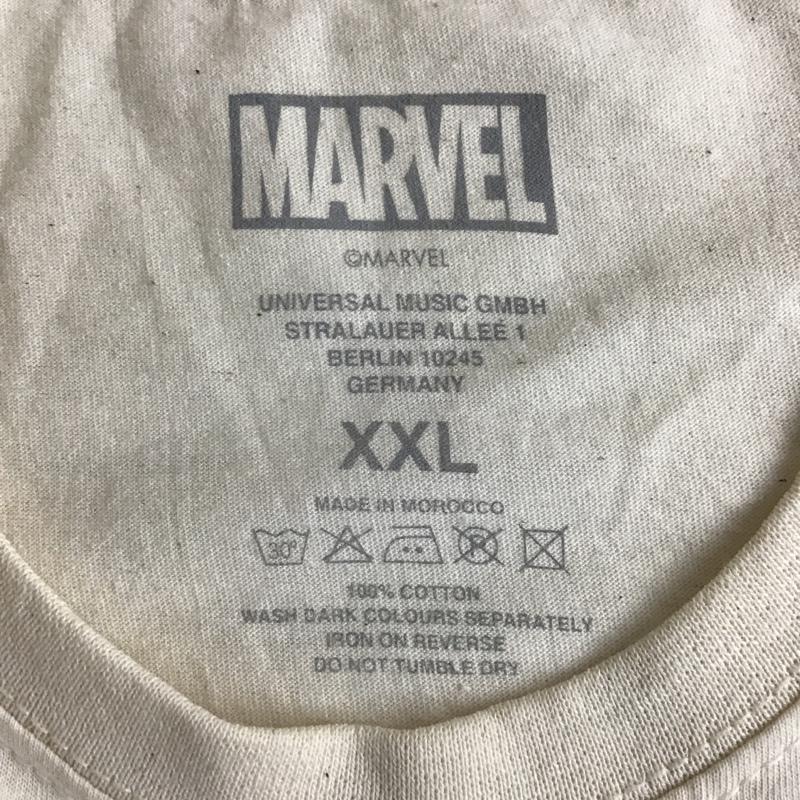 MARVEL
©MARVEL
UNIVERSAL MUSIC GMBH
STRALAUER ALLEÉ 1
BERLIN 10245
GERMANY
XXL
MADE IN MOROCCO
30° P
100% COTTON
WASH DARK COLOURS SEPARATELY
IRON ON REVERSE
DO NOT TUMBLE DRY